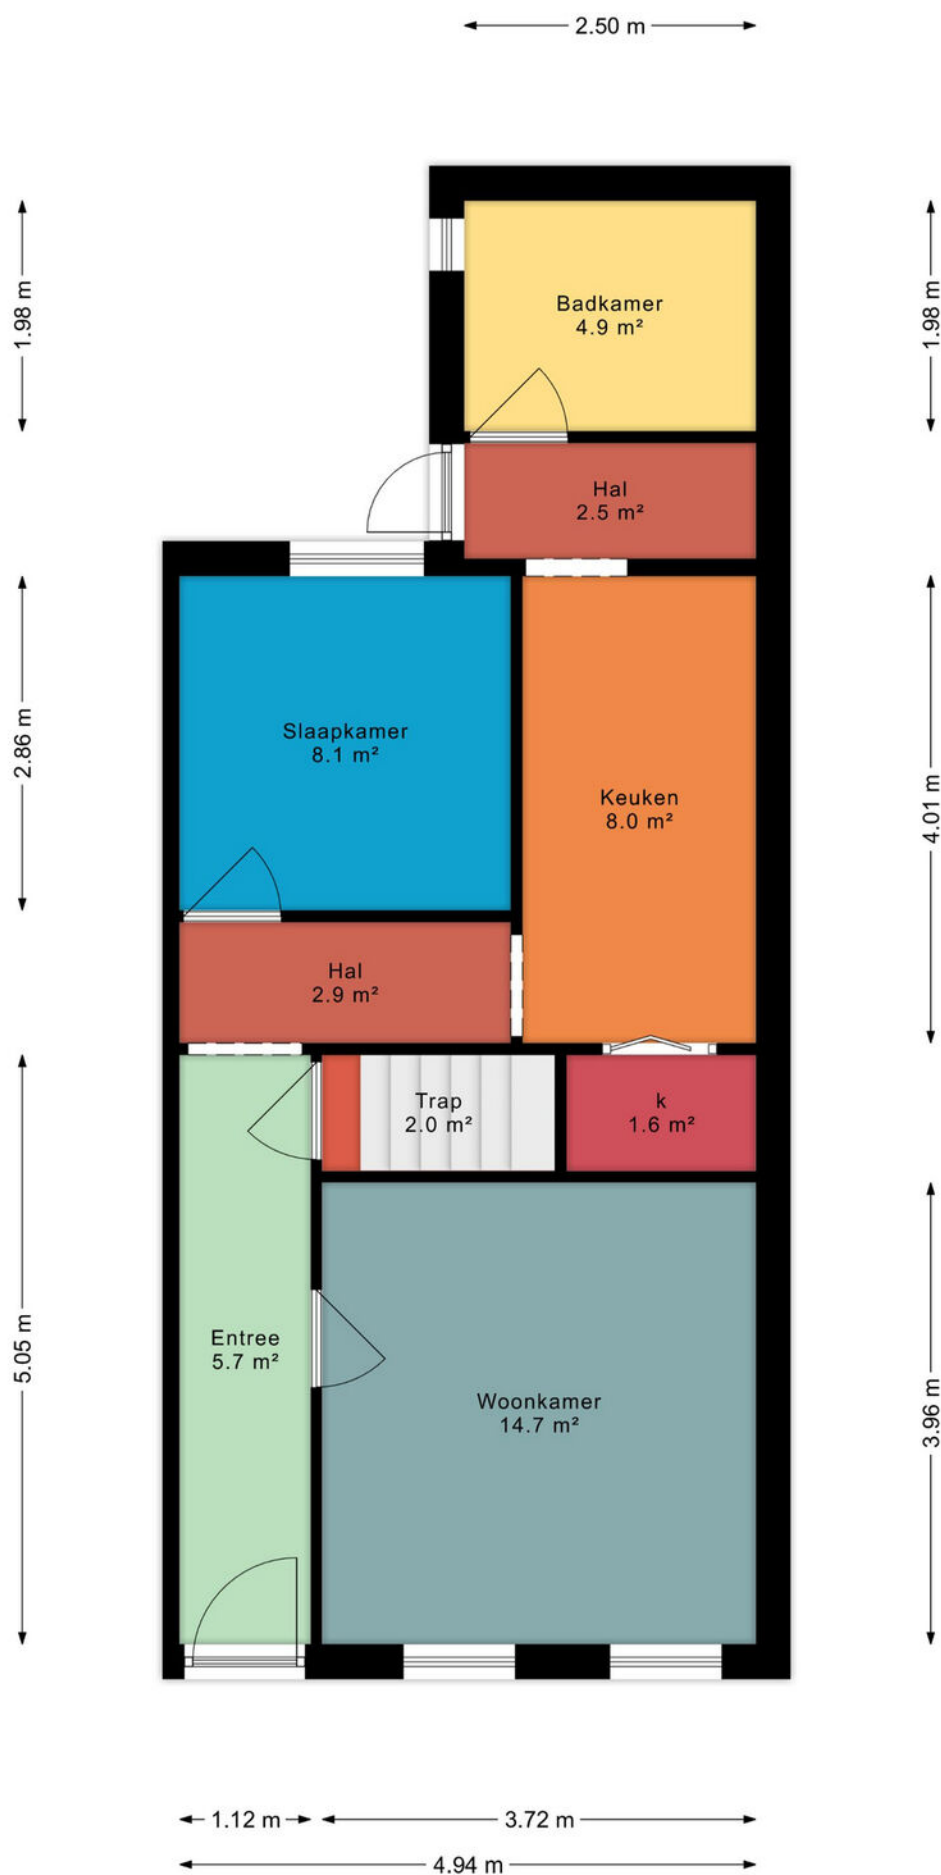 2.50 m
1.98 m
1.98 m
Badkamer
4.9 m²
Hal
2.5 m²
2.86 m
Slaapkamer
8.1 m²
Keuken
8.0 m²
4.01 m
Hal
2.9 m²
Trap
2.0 m²
k
1.6 m²
5.05 m
Entree
5.7 m²
Woonkamer
14.7 m²
3.96 m
1.12 m
3.72 m
4.94 m